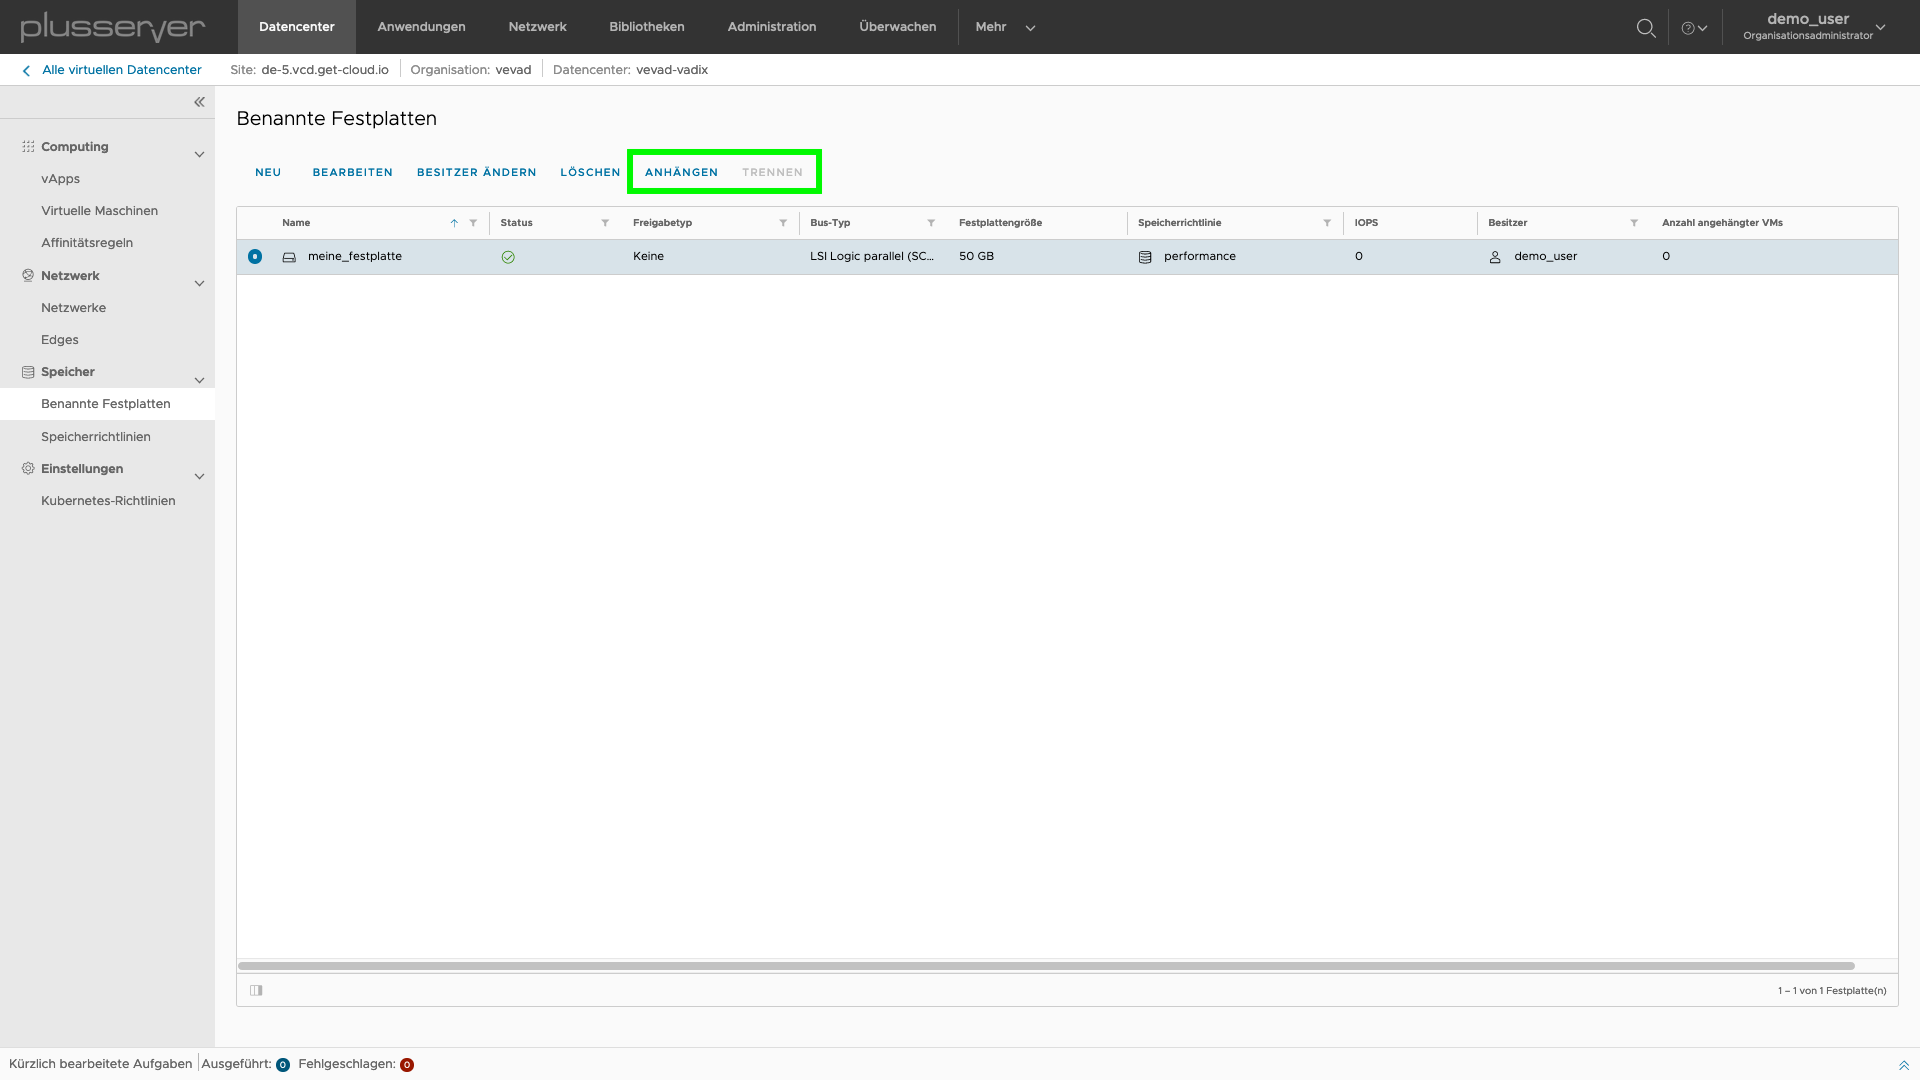 plusserver
Datencenter
Anwendungen
Netzwerk
Bibliotheken
Administration
Überwachen
Mehr
demo_user
Organisationsadministrator
Alle virtuellen Datencenter
Site: de-5.vcd.get-cloud.io
Organisation: vevad
Datencenter: vevad-vadix
Computing
vApps
Virtuelle Maschinen
Affinitätsregeln
Netzwerk
Netzwerke
Edges
Speicher
Benannte Festplatten
Speicherrichtlinien
Einstellungen
Kubernetes-Richtlinien
Benannte Festplatten
NEU BEARBEITEN BESITZER ÄNDERN LÖSCHEN ANHÄNGEN TRENNEN
Name Status Freigabetyp Bus-Typ Festplattengröße Speicherrichtlinie IOPS Besitzer Anzahl angehängter VMs
meine_festplatte Keine LSI Logic parallel (SC... 50 GB performance 0 demo_user 0
1 – 1 von 1 Festplatte(n)
Kürzlich bearbeitete Aufgaben Ausgeführt: 0 Fehlgeschlagen: 0